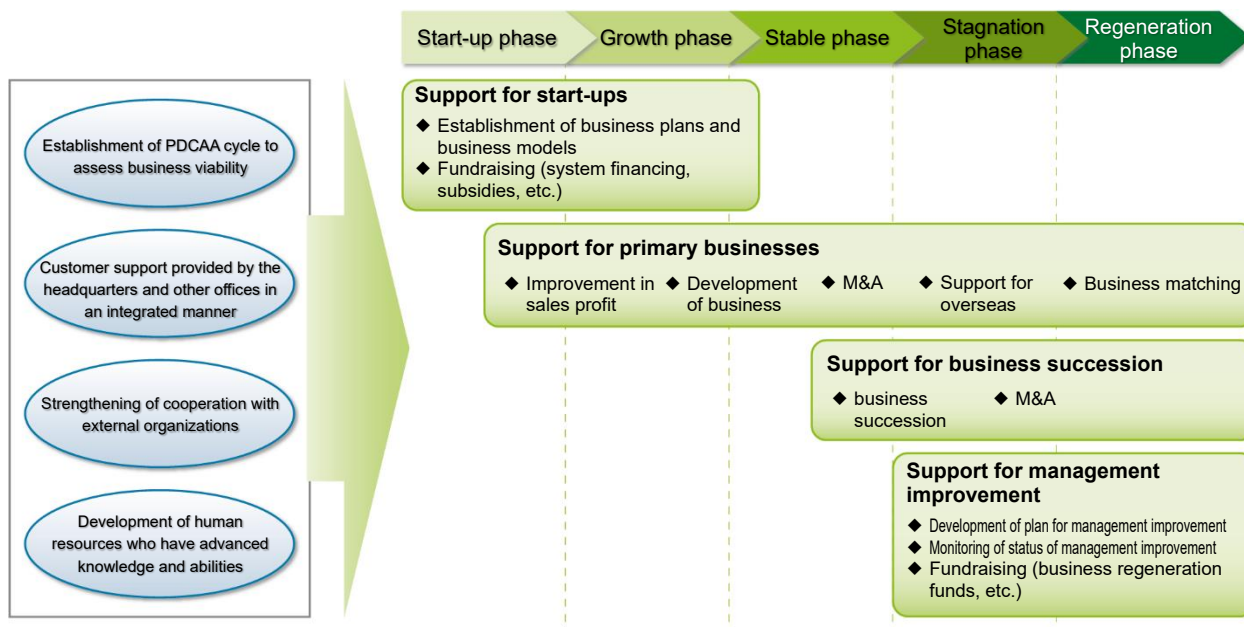 Start-up phase
Growth phase
Stable phase
Stagnation
phase
Regeneration
phase
Establishment of PDCAA cycle to
assess business viability
Customer support provided by the
headquarters and other offices in
an integrated manner
Strengthening of cooperation with
external organizations
Development of human
resources who have advanced
knowledge and abilities
Support for start-ups
◆ Establishment of business plans and
business models
◆ Fundraising (system financing,
subsidies, etc.)
Support for primary businesses
◆ Improvement in
sales profit
◆ Development
of business
◆ M&A
◆ Support for
overseas
◆ Business matching
Support for business succession
◆ business
succession
◆ M&A
Support for management
improvement
◆ Development of plan for management improvement
◆ Monitoring of status of management improvement
◆ Fundraising (business regeneration
funds, etc.)